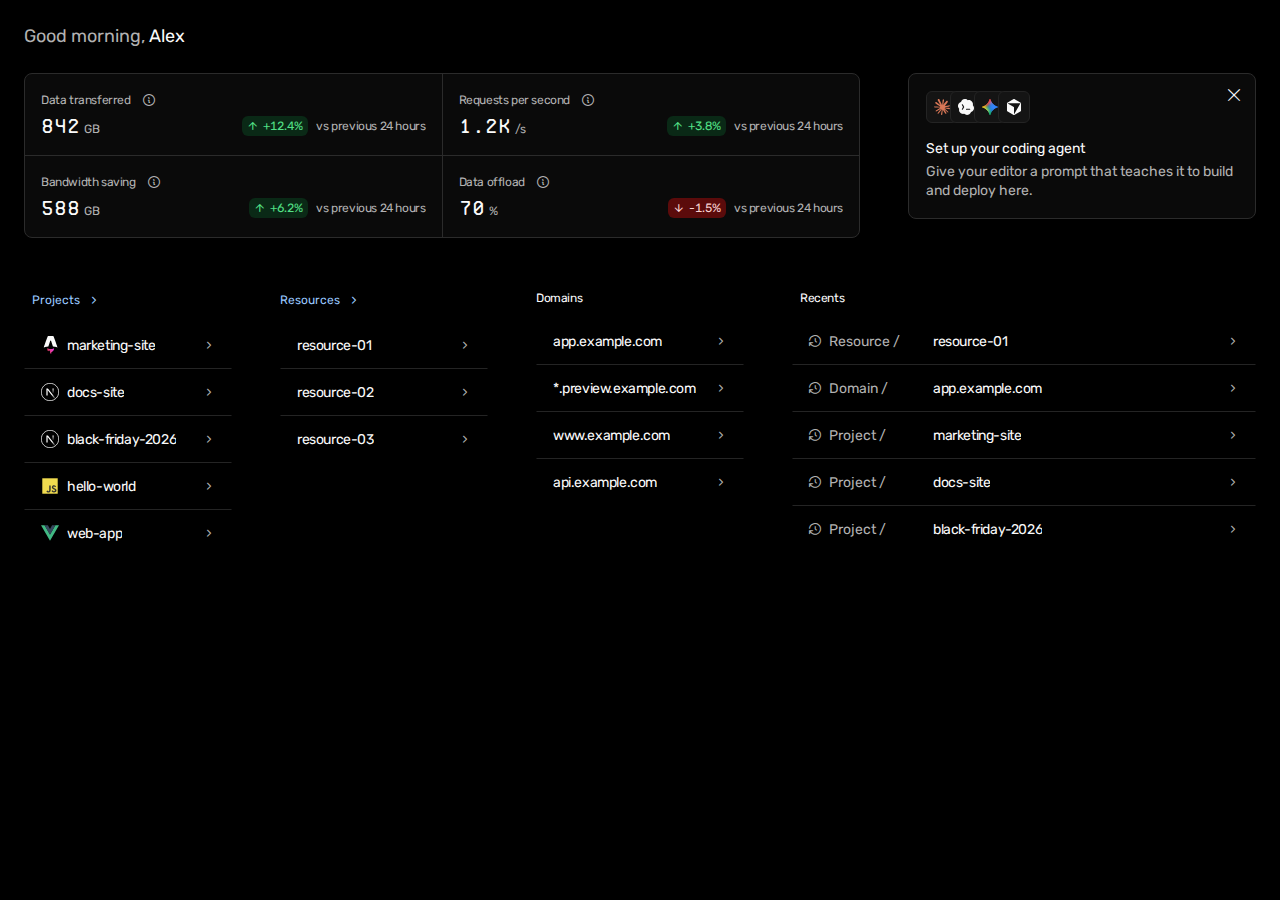 Good morning, Alex
Data transferred
842 GB
+12.4% vs previous 24 hours
Requests per second
1.2K /s
+3.8% vs previous 24 hours
Bandwidth saving
588 GB
+6.2% vs previous 24 hours
Data offload
70 %
-1.5% vs previous 24 hours
Set up your coding agent
Give your editor a prompt that teaches it to build
and deploy here.
Projects
marketing-site
docs-site
black-friday-2026
JS hello-world
web-app
Resources
resource-01
resource-02
resource-03
Domains
app.example.com
*.preview.example.com
www.example.com
api.example.com
Recents
Resource / resource-01
Domain / app.example.com
Project / marketing-site
Project / docs-site
Project / black-friday-2026